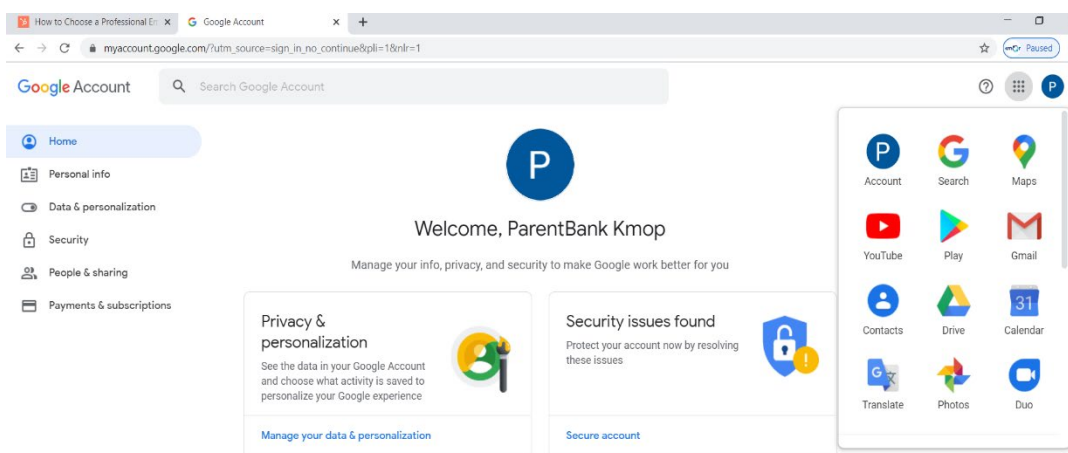 How to Choose a Professional En
Google Account
myaccount.google.com/?utm_source=sign_in_no_continue&pli=1&nlr=1
Paused
Google Account
Search Google Account
P
Home
Personal info
Data & personalization
Security
People & sharing
Payments & subscriptions
P
Welcome, ParentBank Kmop
Manage your info, privacy, and security to make Google work better for you
Privacy &
personalization
See the data in your Google Account
and choose what activity is saved to
personalize your Google experience
Manage your data & personalization
Security issues found
Protect your account now by resolving
these issues
Secure account
P
Account
Search
Maps
YouTube
Play
Gmail
31
Contacts
Drive
Calendar
G
Translate
Photos
Duo